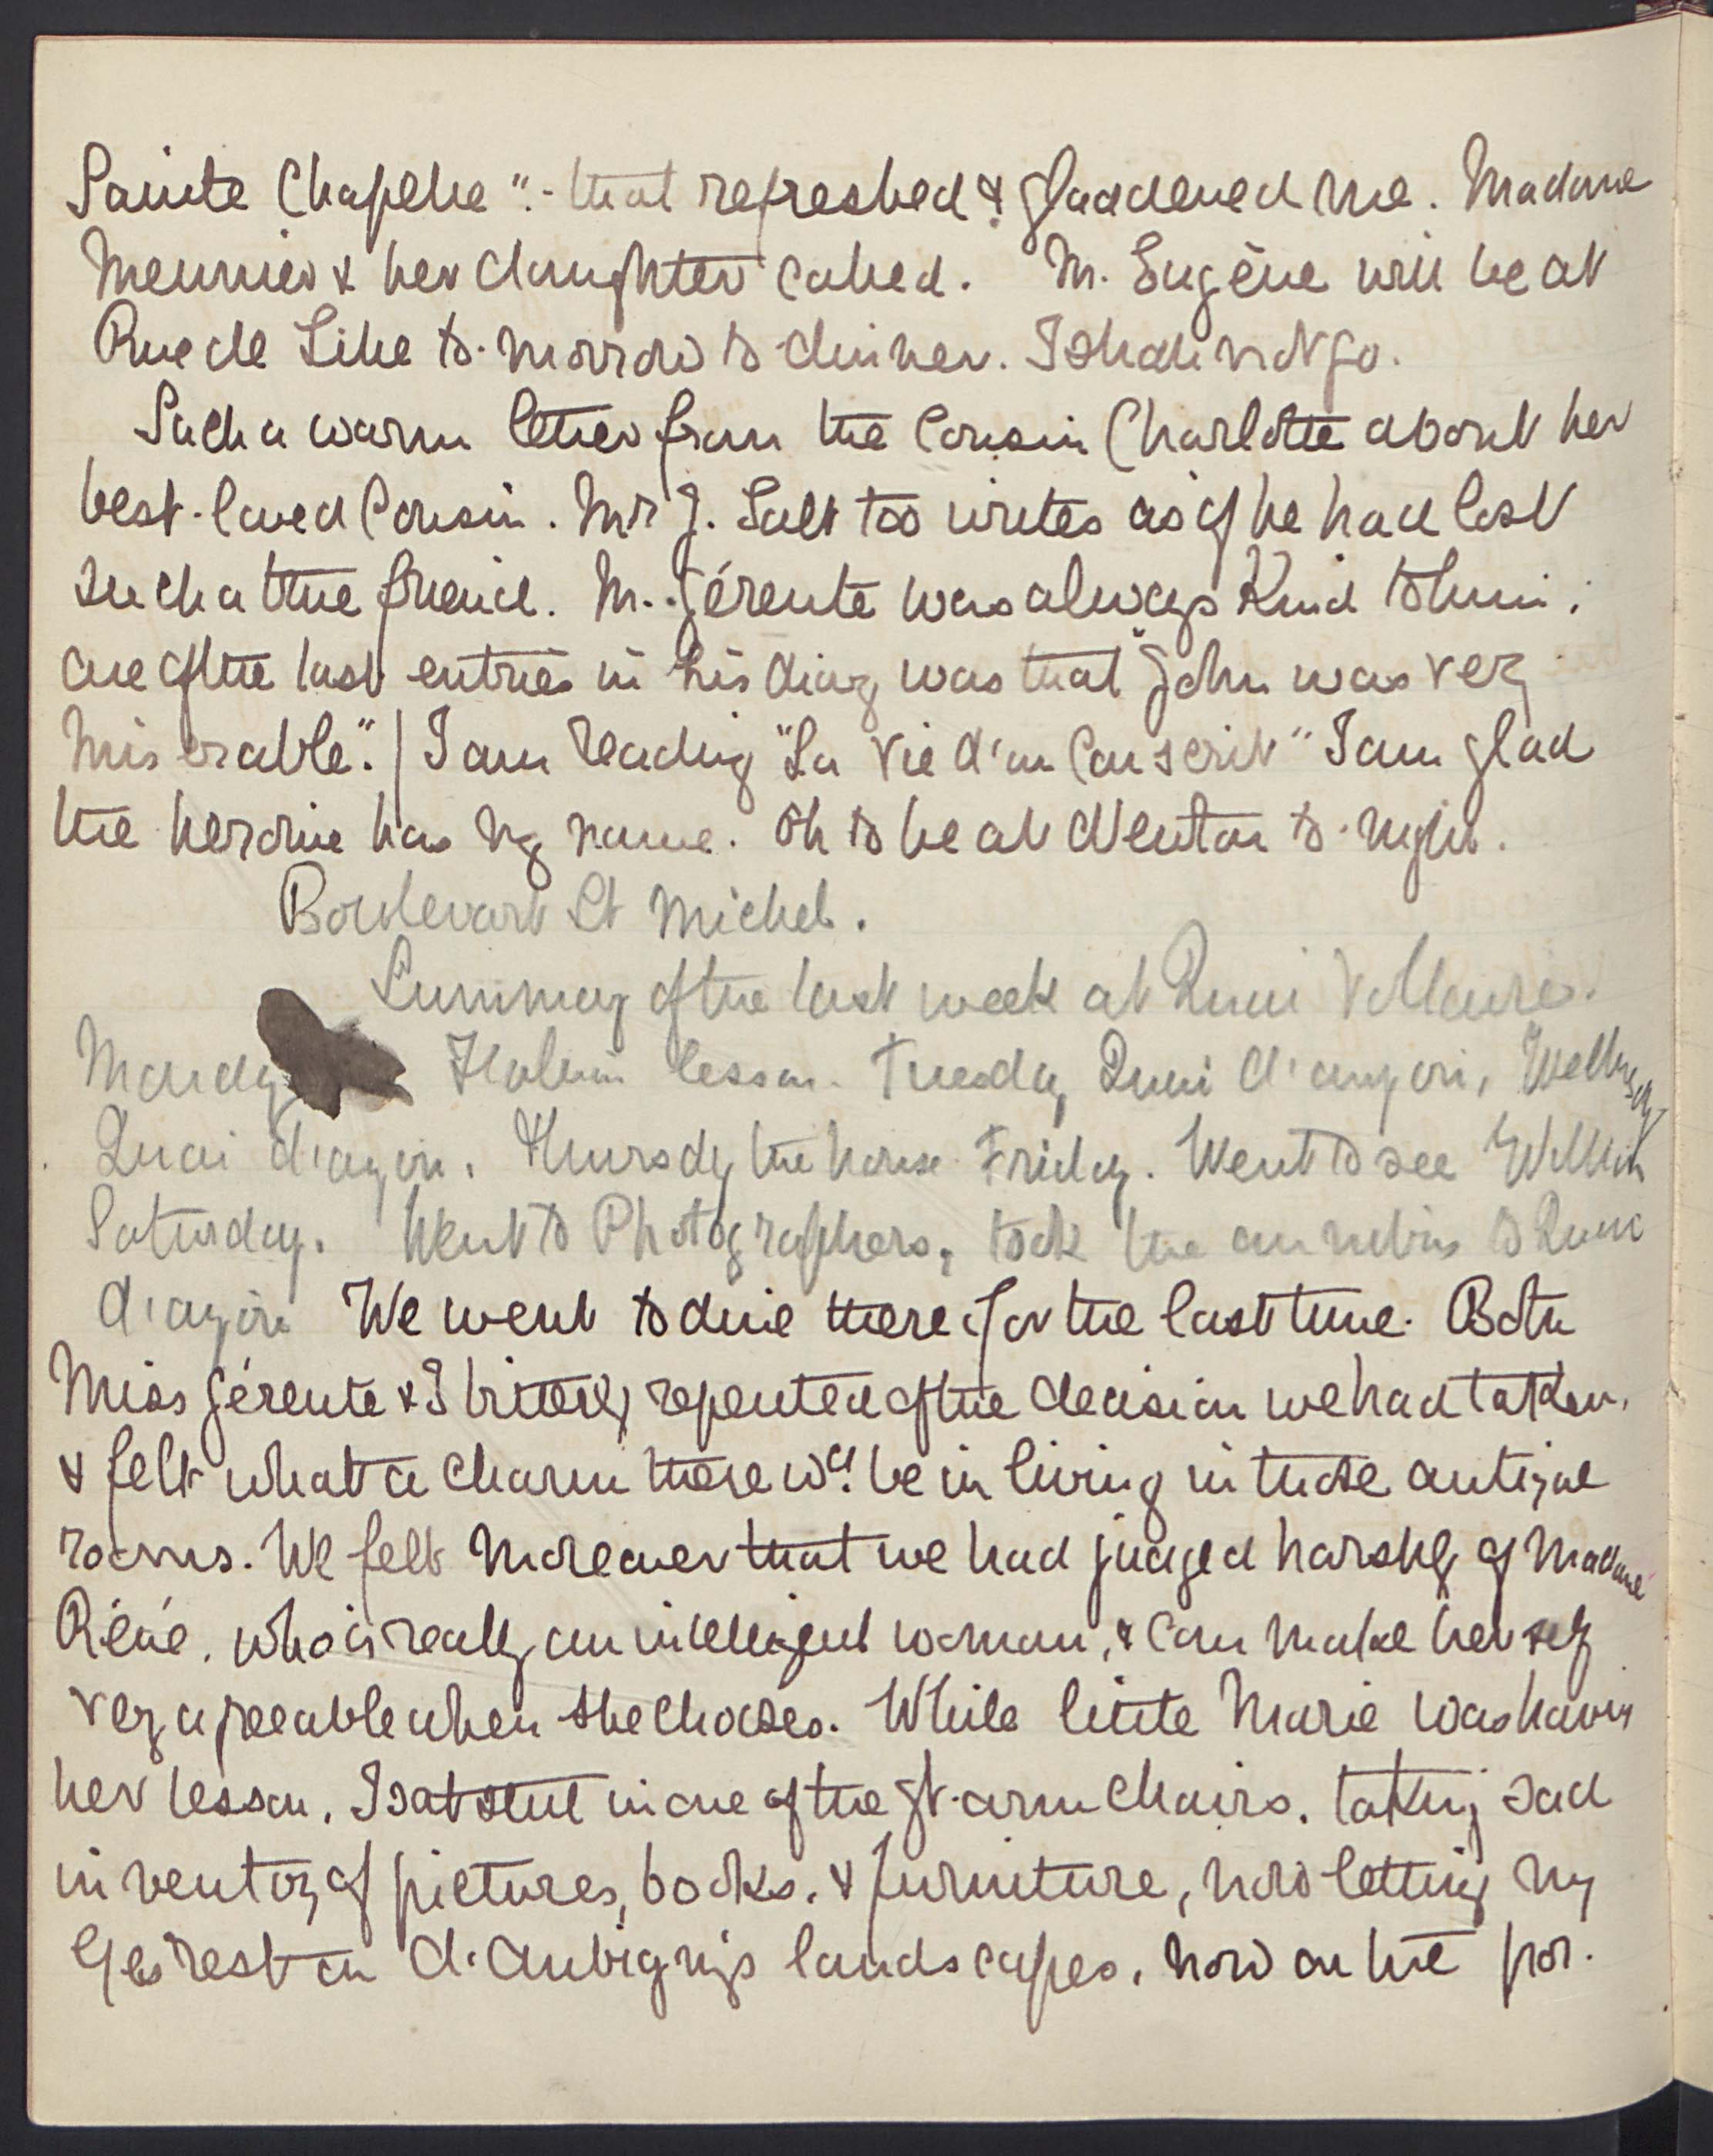 Sainte Chapelle".- that refreshed & gladdened me. Madame
Meunier & her daughter called. M. Eugène will be at
Rue de Lille to-morrow to dinner. I shall not go.
Such a warm letter from the Cousin Charlotte about her
best-loved Cousin. Mr J. Salt too writes as if he had lost
such a true friend. M. Gérente was always kind to him;
one of the last entries in his diary was that "John was very
miserable." | I am reading "La Vie d'un Conscrit" I am glad
the heroine has my name. Oh to be at Newton to-night.
Boulevart St Michel.
Summary of the last week at Quai Voltaire.
Monday Italian lesson. Tuesday, Quai d'anjou, Wednesday
Quai d'anjou. Thursday the house Friday. Went to see
Saturday. Went to Photographers, took the to Quai
d'anjou We went to dine there for the last time. Both
Miss Gérente & I bitterly repented of the decision we had taken,
& felt what a charm there wd. be in living in those antique
rooms. We felt moreover that we had judged harshly of Madame
Réné, who is really an intelligent woman, & can make herself
very agreeable when she chooses. While little Marie was having
her lesson, I sat still in one of the gt. arm chairs, taking sad
inventory of pictures, books, & furniture, now letting my
eyes rest on d'Aubigny's landscapes, now on the por-